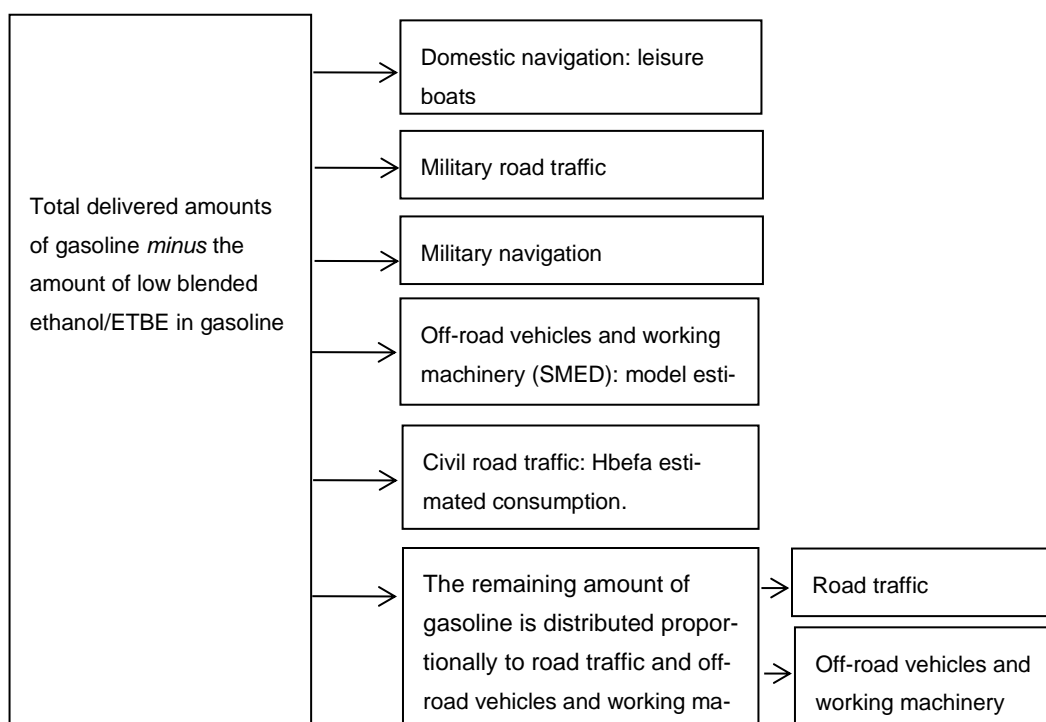 Total delivered amounts
of gasoline minus the
amount of low blended
ethanol/ETBE in gasoline
Domestic navigation: leisure
boats
Military road traffic
Military navigation
Off-road vehicles and working
machinery (SMED): model esti-
Civil road traffic: Hbefa esti-
mated consumption.
The remaining amount of
gasoline is distributed propor-
tionally to road traffic and off-
road vehicles and working ma-
Road traffic
Off-road vehicles and
working machinery